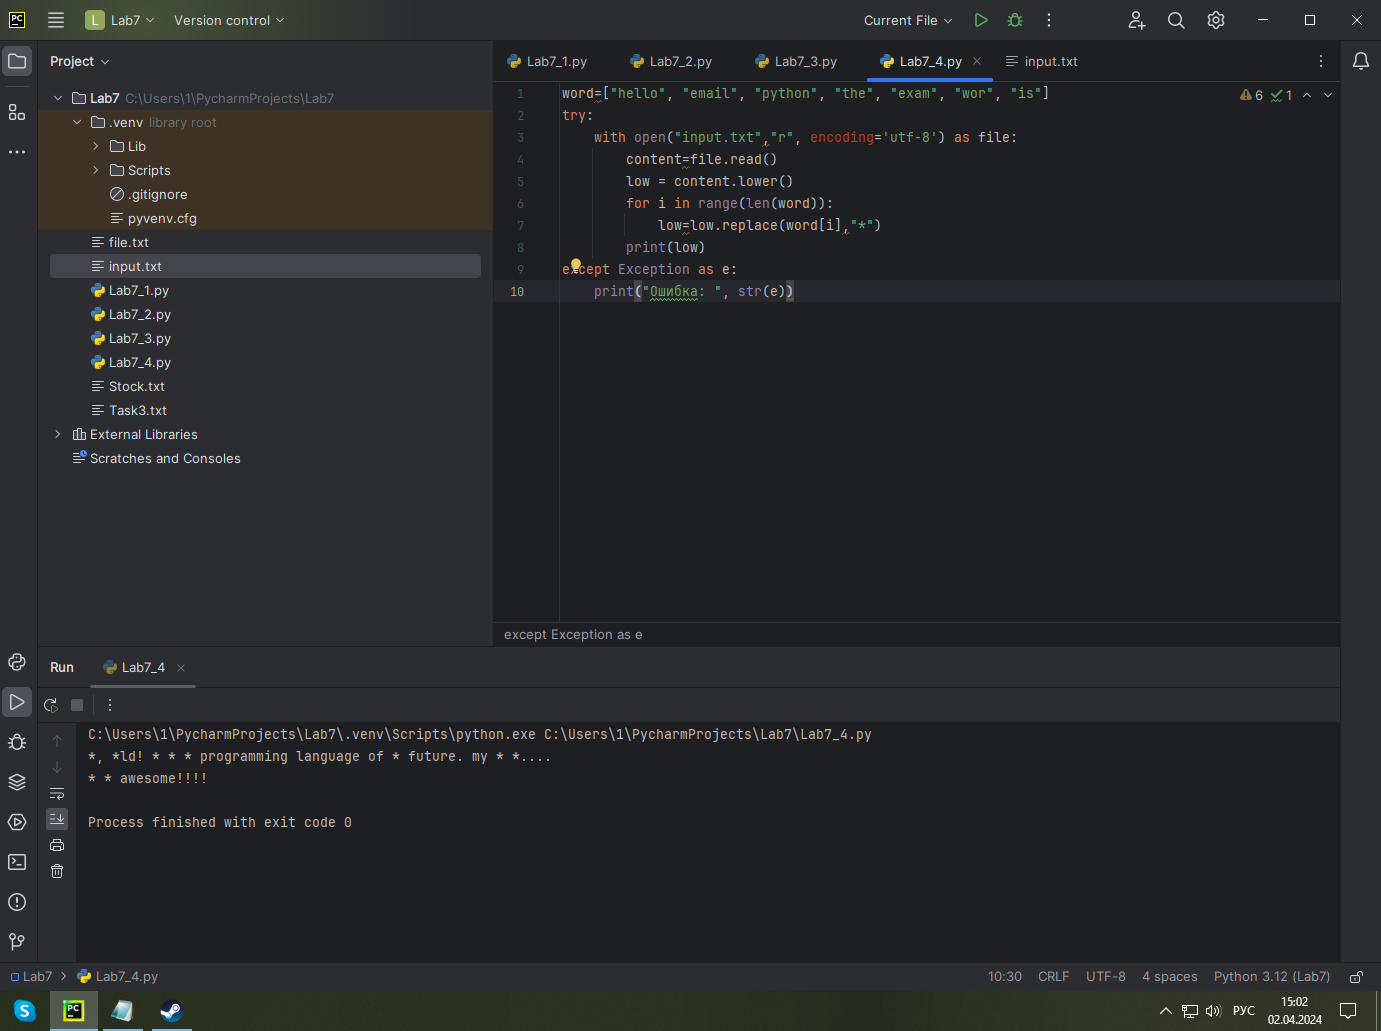 PC
L Lab7 Version control Current File
Project
Lab7_1.py Lab7_2.py Lab7_3.py Lab7_4.py input.txt
Lab7 C:\Users\1\PycharmProjects\Lab7
.venv library root
Lib
Scripts
.gitignore
pyvenv.cfg
file.txt
input.txt
Lab7_1.py
Lab7_2.py
Lab7_3.py
Lab7_4.py
Stock.txt
Task3.txt
External Libraries
Scratches and Consoles
1 word=["hello", "email", "python", "the", "exam", "wor", "is"]
6 1
2 try:
3 with open("input.txt","r", encoding='utf-8') as file:
4 content=file.read()
5 low = content.lower()
6 for i in range(len(word)):
7 low=low.replace(word[i],"*")
8 print(low)
9 except Exception as e:
10 print("Ошибка: ", str(e))
except Exception as e
Run Lab7_4
C:\Users\1\PycharmProjects\Lab7\.venv\Scripts\python.exe C:\Users\1\PycharmProjects\Lab7\Lab7_4.py
*, *ld! * * * programming language of * future. my * *....
* * awesome!!!!
Process finished with exit code 0
Lab7 Lab7_4.py 10:30 CRLF UTF-8 4 spaces Python 3.12 (Lab7)
S PC РУС 15:02
02.04.2024